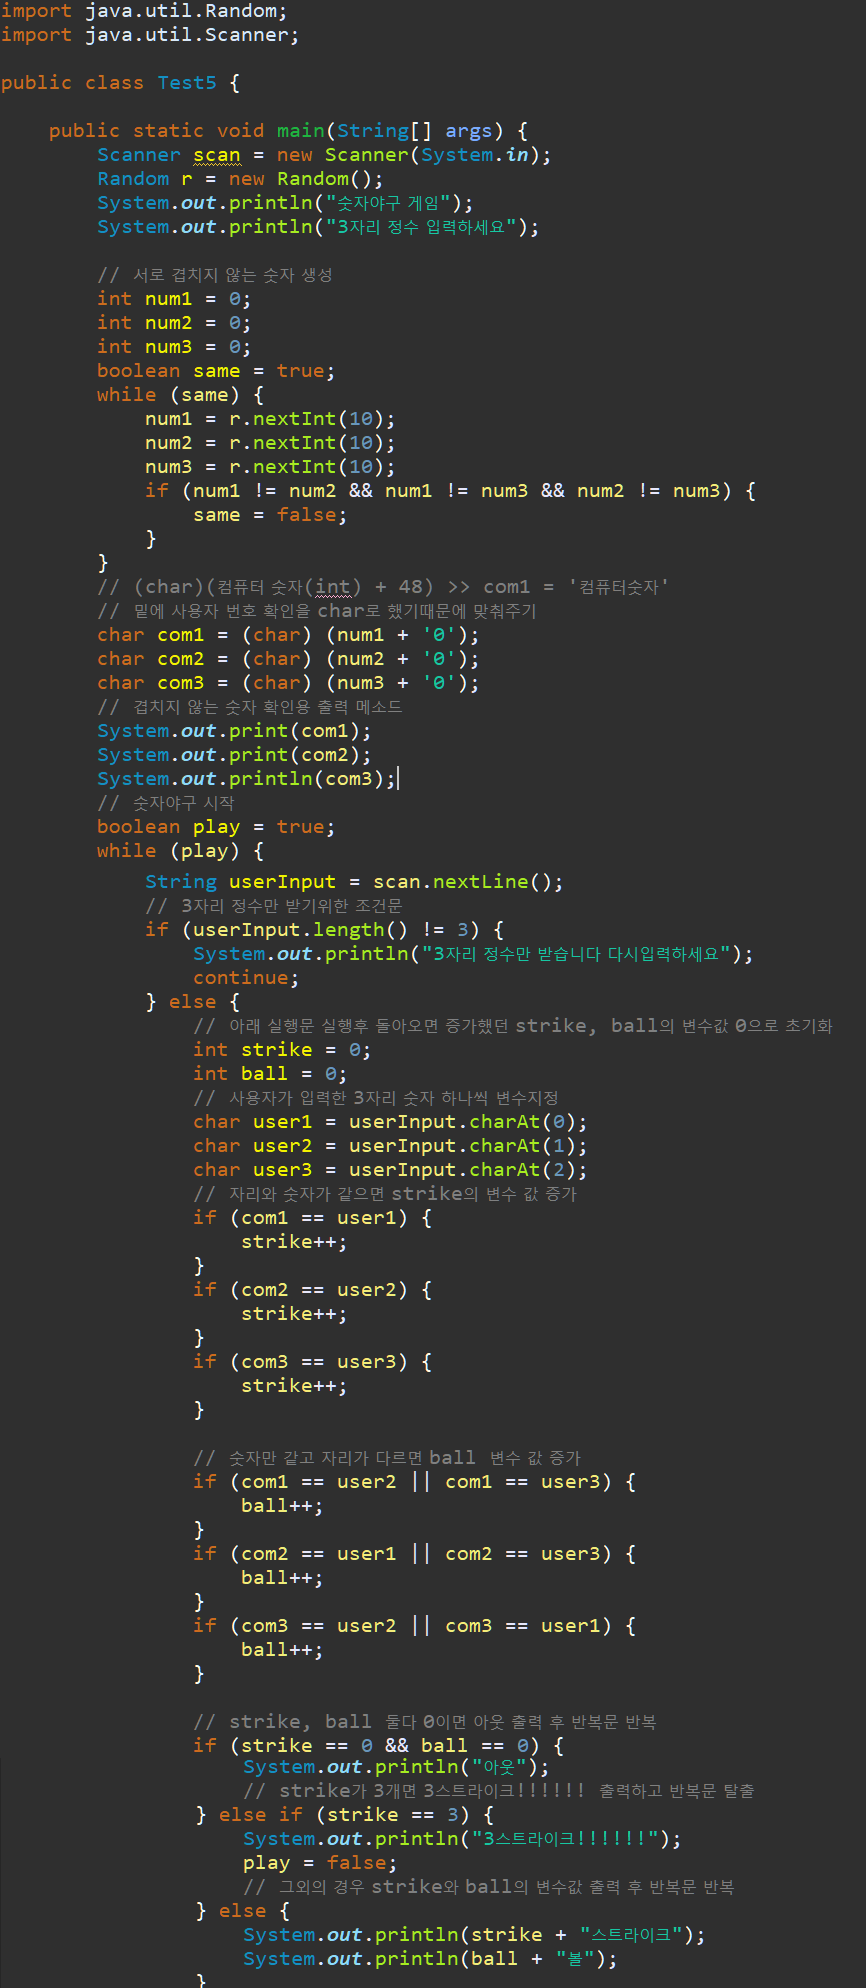 import java.util.Random;
import java.util.Scanner;
public class Test5 {
public static void main(String[] args) {
Scanner scan = new Scanner(System.in);
Random r = new Random();
System.out.println("숫자야구 게임");
System.out.println("3자리 정수 입력하세요");
// 서로 겹치지 않는 숫자 생성
int num1 = 0;
int num2 = 0;
int num3 = 0;
boolean same = true;
while (same) {
num1 = r.nextInt(10);
num2 = r.nextInt(10);
num3 = r.nextInt(10);
if (num1 != num2 && num1 != num3 && num2 != num3) {
same = false;
}
}
// (char)(컴퓨터 숫자(int) + 48) >> com1 = '컴퓨터숫자'
// 밑에 사용자 번호 확인을 char로 했기때문에 맞춰주기
char com1 = (char) (num1 + '0');
char com2 = (char) (num2 + '0');
char com3 = (char) (num3 + '0');
// 겹치지 않는 숫자 확인용 출력 메소드
System.out.print(com1);
System.out.print(com2);
System.out.println(com3);
// 숫자야구 시작
boolean play = true;
while (play) {
String userInput = scan.nextLine();
// 3자리 정수만 받기위한 조건문
if (userInput.length() != 3) {
System.out.println("3자리 정수만 받습니다 다시입력하세요");
continue;
} else {
// 아래 실행문 실행후 돌아오면 증가했던 strike, ball의 변수값 0으로 초기화
int strike = 0;
int ball = 0;
// 사용자가 입력한 3자리 숫자 하나씩 변수지정
char user1 = userInput.charAt(0);
char user2 = userInput.charAt(1);
char user3 = userInput.charAt(2);
// 자리와 숫자가 같으면 strike의 변수 값 증가
if (com1 == user1) {
strike++;
}
if (com2 == user2) {
strike++;
}
if (com3 == user3) {
strike++;
}
// 숫자만 같고 자리가 다르면 ball 변수 값 증가
if (com1 == user2 || com1 == user3) {
ball++;
}
if (com2 == user1 || com2 == user3) {
ball++;
}
if (com3 == user2 || com3 == user1) {
ball++;
}
// strike, ball 둘다 0이면 아웃 출력 후 반복문 반복
if (strike == 0 && ball == 0) {
System.out.println("아웃");
// strike가 3개면 3스트라이크!!!!!! 출력하고 반복문 탈출
} else if (strike == 3) {
System.out.println("3스트라이크!!!!!!");
play = false;
// 그외의 경우 strike와 ball의 변수값 출력 후 반복문 반복
} else {
System.out.println(strike + "스트라이크");
System.out.println(ball + "볼");
}